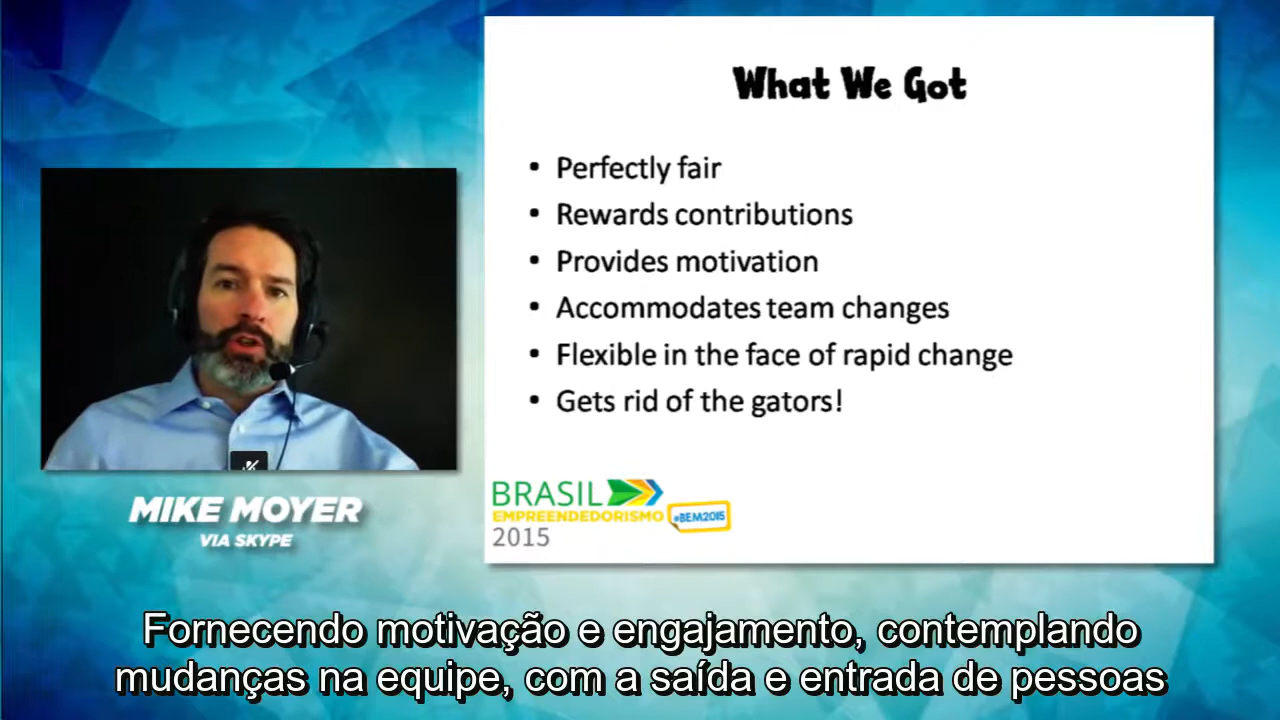 What We Got
• Perfectly fair
• Rewards contributions
• Provides motivation
• Accommodates team changes
• Flexible in the face of rapid change
• Gets rid of the gators!
BRASIL
EMPREENDEDORISMO
#BEM2015
2015
MIKE MOYER
VIA SKYPE
Fornecendo motivação e engajamento, contemplando
mudanças na equipe, com a saída e entrada de pessoas